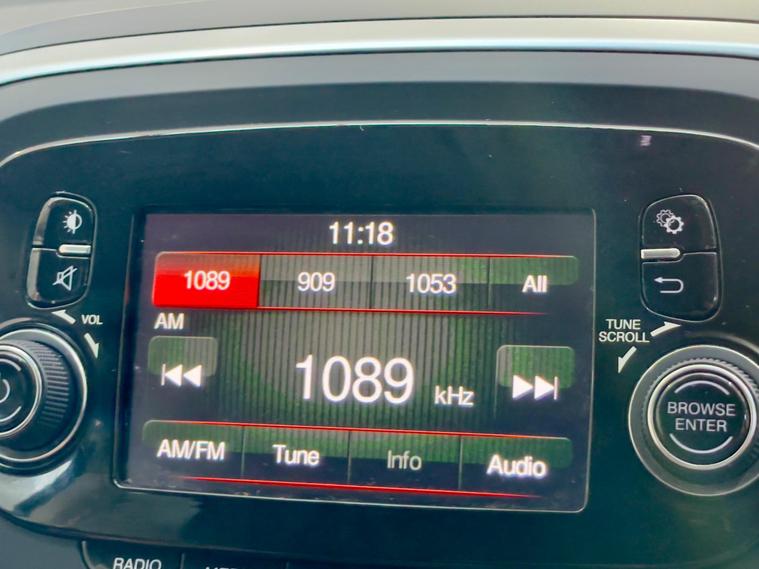 11:18
1089 909 1053 All
VOL
AM
TUNE
SCROLL
1089 kHz
BROWSE
ENTER
AM/FM Tune Info Audio
RADIO